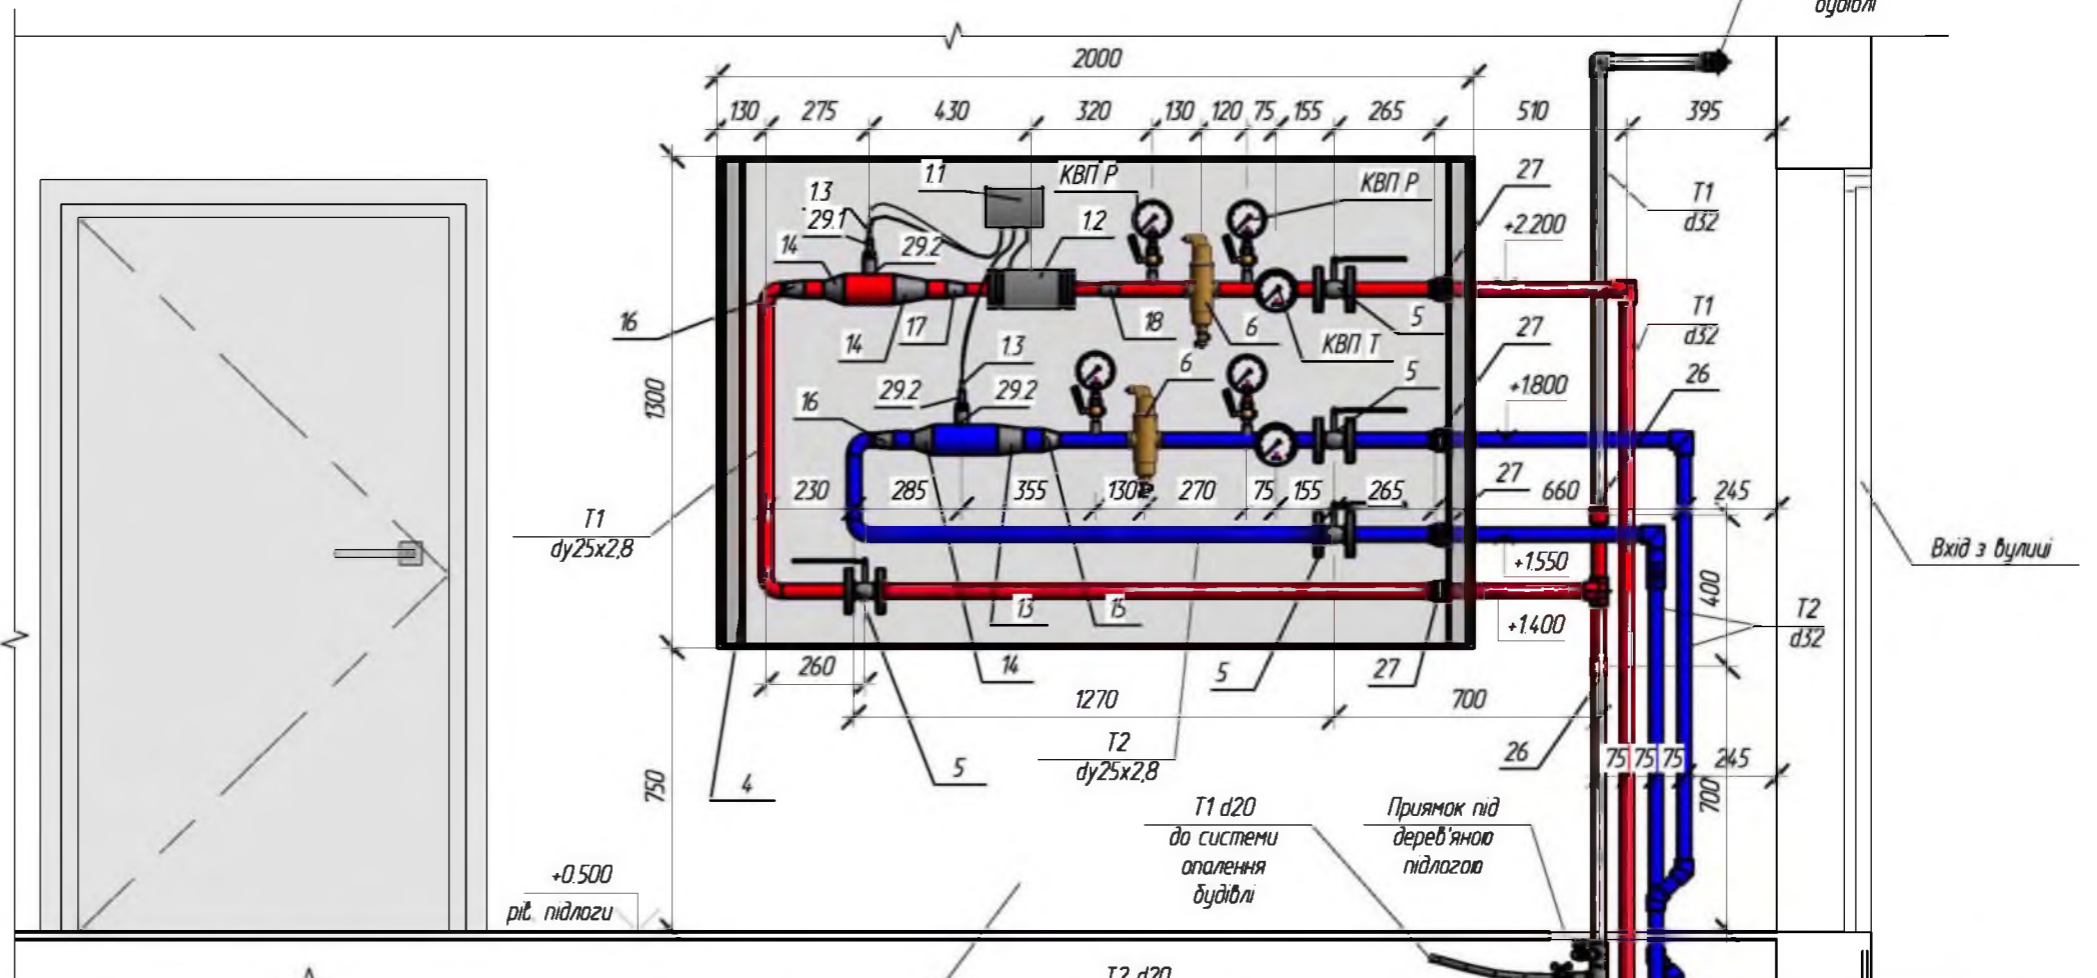 будівлі
2000
130 275 430 320 130 120 75 155 265 510 395
1.1
КВП Р
КВП Р
27
1.3
29.1
1.2
T1
d32
14
29.2
+2.200
16
14
17
18
6
КВП Т
5
27
T1
d32
1.3
6
5
+1.800
26
29.2
29.2
16
1300
230 285 355 130 270 75 155 265
27
660
245
T1
dy25x2,8
Вхід з вулиці
+1.550
400
13
15
+1.400
T2
d32
260
14
5
27
1270
700
T2
dy25x2,8
26
75 75 75 245
5
4
750
700
T1 d20
до системи
опалення
будівлі
Приямок під
дерев'яною
підлогою
+0.500
рів. підлоги
T2 d20